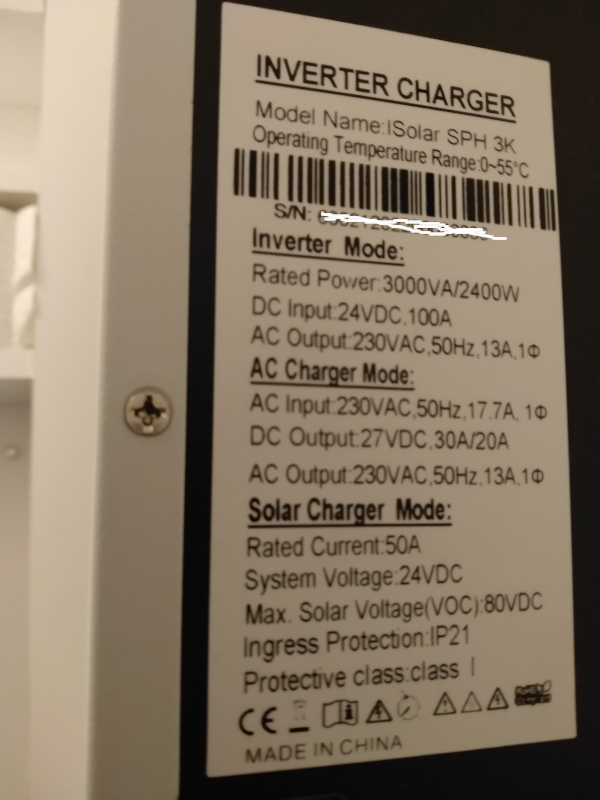 INVERTER CHARGER
Model Name:ISolar SPH 3K
Operating Temperature Range:0~55°C
S/N:
Inverter Mode:
Rated Power:3000VA/2400W
DC Input:24VDC,100A
AC Output:230VAC,50Hz,13A,1Φ
AC Charger Mode:
AC Input:230VAC,50Hz,17.7A, 1Φ
DC Output:27VDC,30A/20A
AC Output:230VAC,50Hz,13A,1Φ
Solar Charger Mode:
Rated Current:50A
System Voltage:24VDC
Max. Solar Voltage(VOC):80VDC
Ingress Protection:IP21
Protective class:class I
CE
MADE IN CHINA